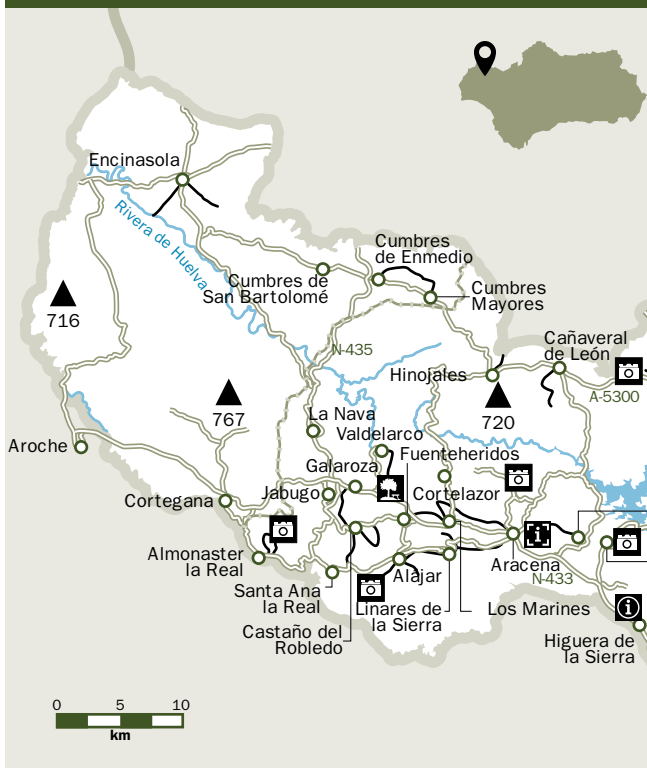 Encinasola
Rivera de Huelva
Cumbres
de Enmedio
Cumbres de
San Bartolomé
Cumbres
Mayores
716
N-435
Cañaveral
de León
Hinojales
A-5300
767
720
La Nava
Valdelarco
Aroche
Fuenteheridos
Galaroza
Cortegana
Jabugo
Cortelazor
Almonaster
la Real
Aracena
N-433
Alájar
Santa Ana
la Real
Linares de
la Sierra
Los Marines
Castaño del
Robledo
Higuera de
la Sierra
0 5 10
km